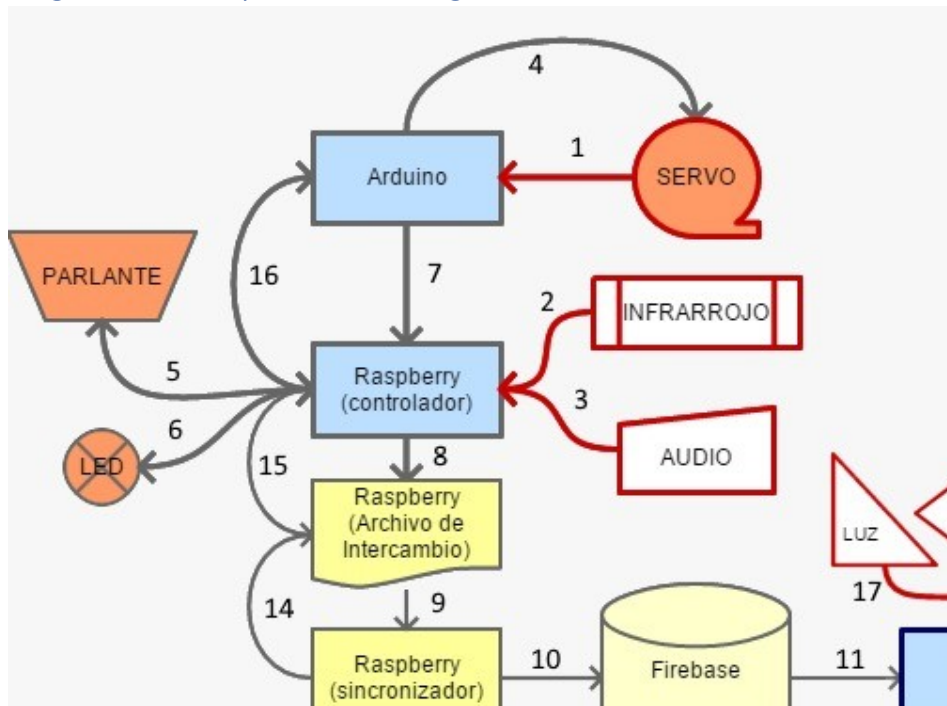 4
1
Arduino
SERVO
PARLANTE
16
7
2
INFRARROJO
5
Raspberry
(controlador)
3
6
LED
15
8
AUDIO
Raspberry
(Archivo de
Intercambio)
LUZ
14
9
17
Raspberry
(sincronizador)
10
Firebase
11